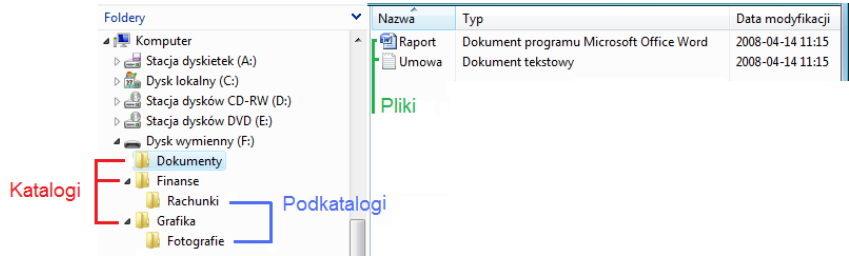 Foldery
Komputer
Stacja dyskietek (A:)
Dysk lokalny (C:)
Stacja dysków CD-RW (D:)
Stacja dysków DVD (E:)
Dysk wymienny (F:)
Dokumenty
Finanse
Rachunki
Grafika
Fotografie
Katalogi
Podkatalogi
Nazwa Typ Data modyfikacji
Raport Dokument programu Microsoft Office Word 2008-04-14 11:15
Umowa Dokument tekstowy 2008-04-14 11:15
Pliki